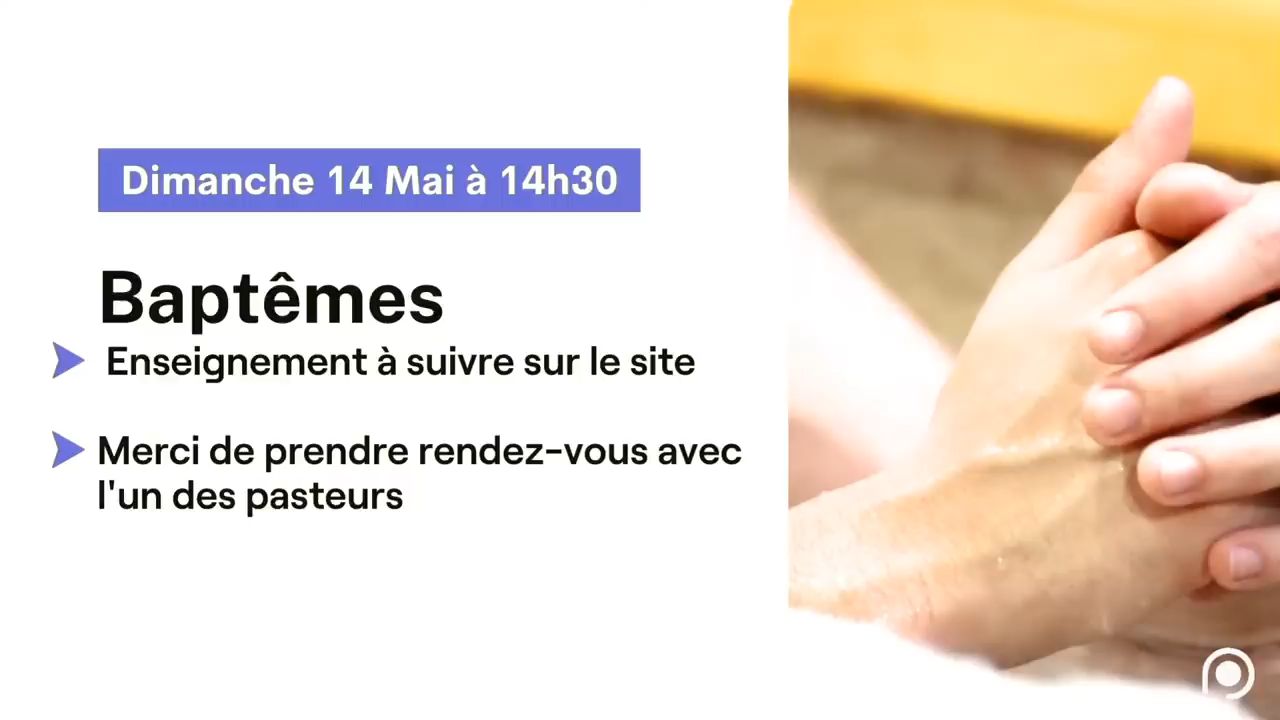 Dimanche 14 Mai à 14h30
Baptêmes
Enseignement à suivre sur le site
Merci de prendre rendez-vous avec
l'un des pasteurs